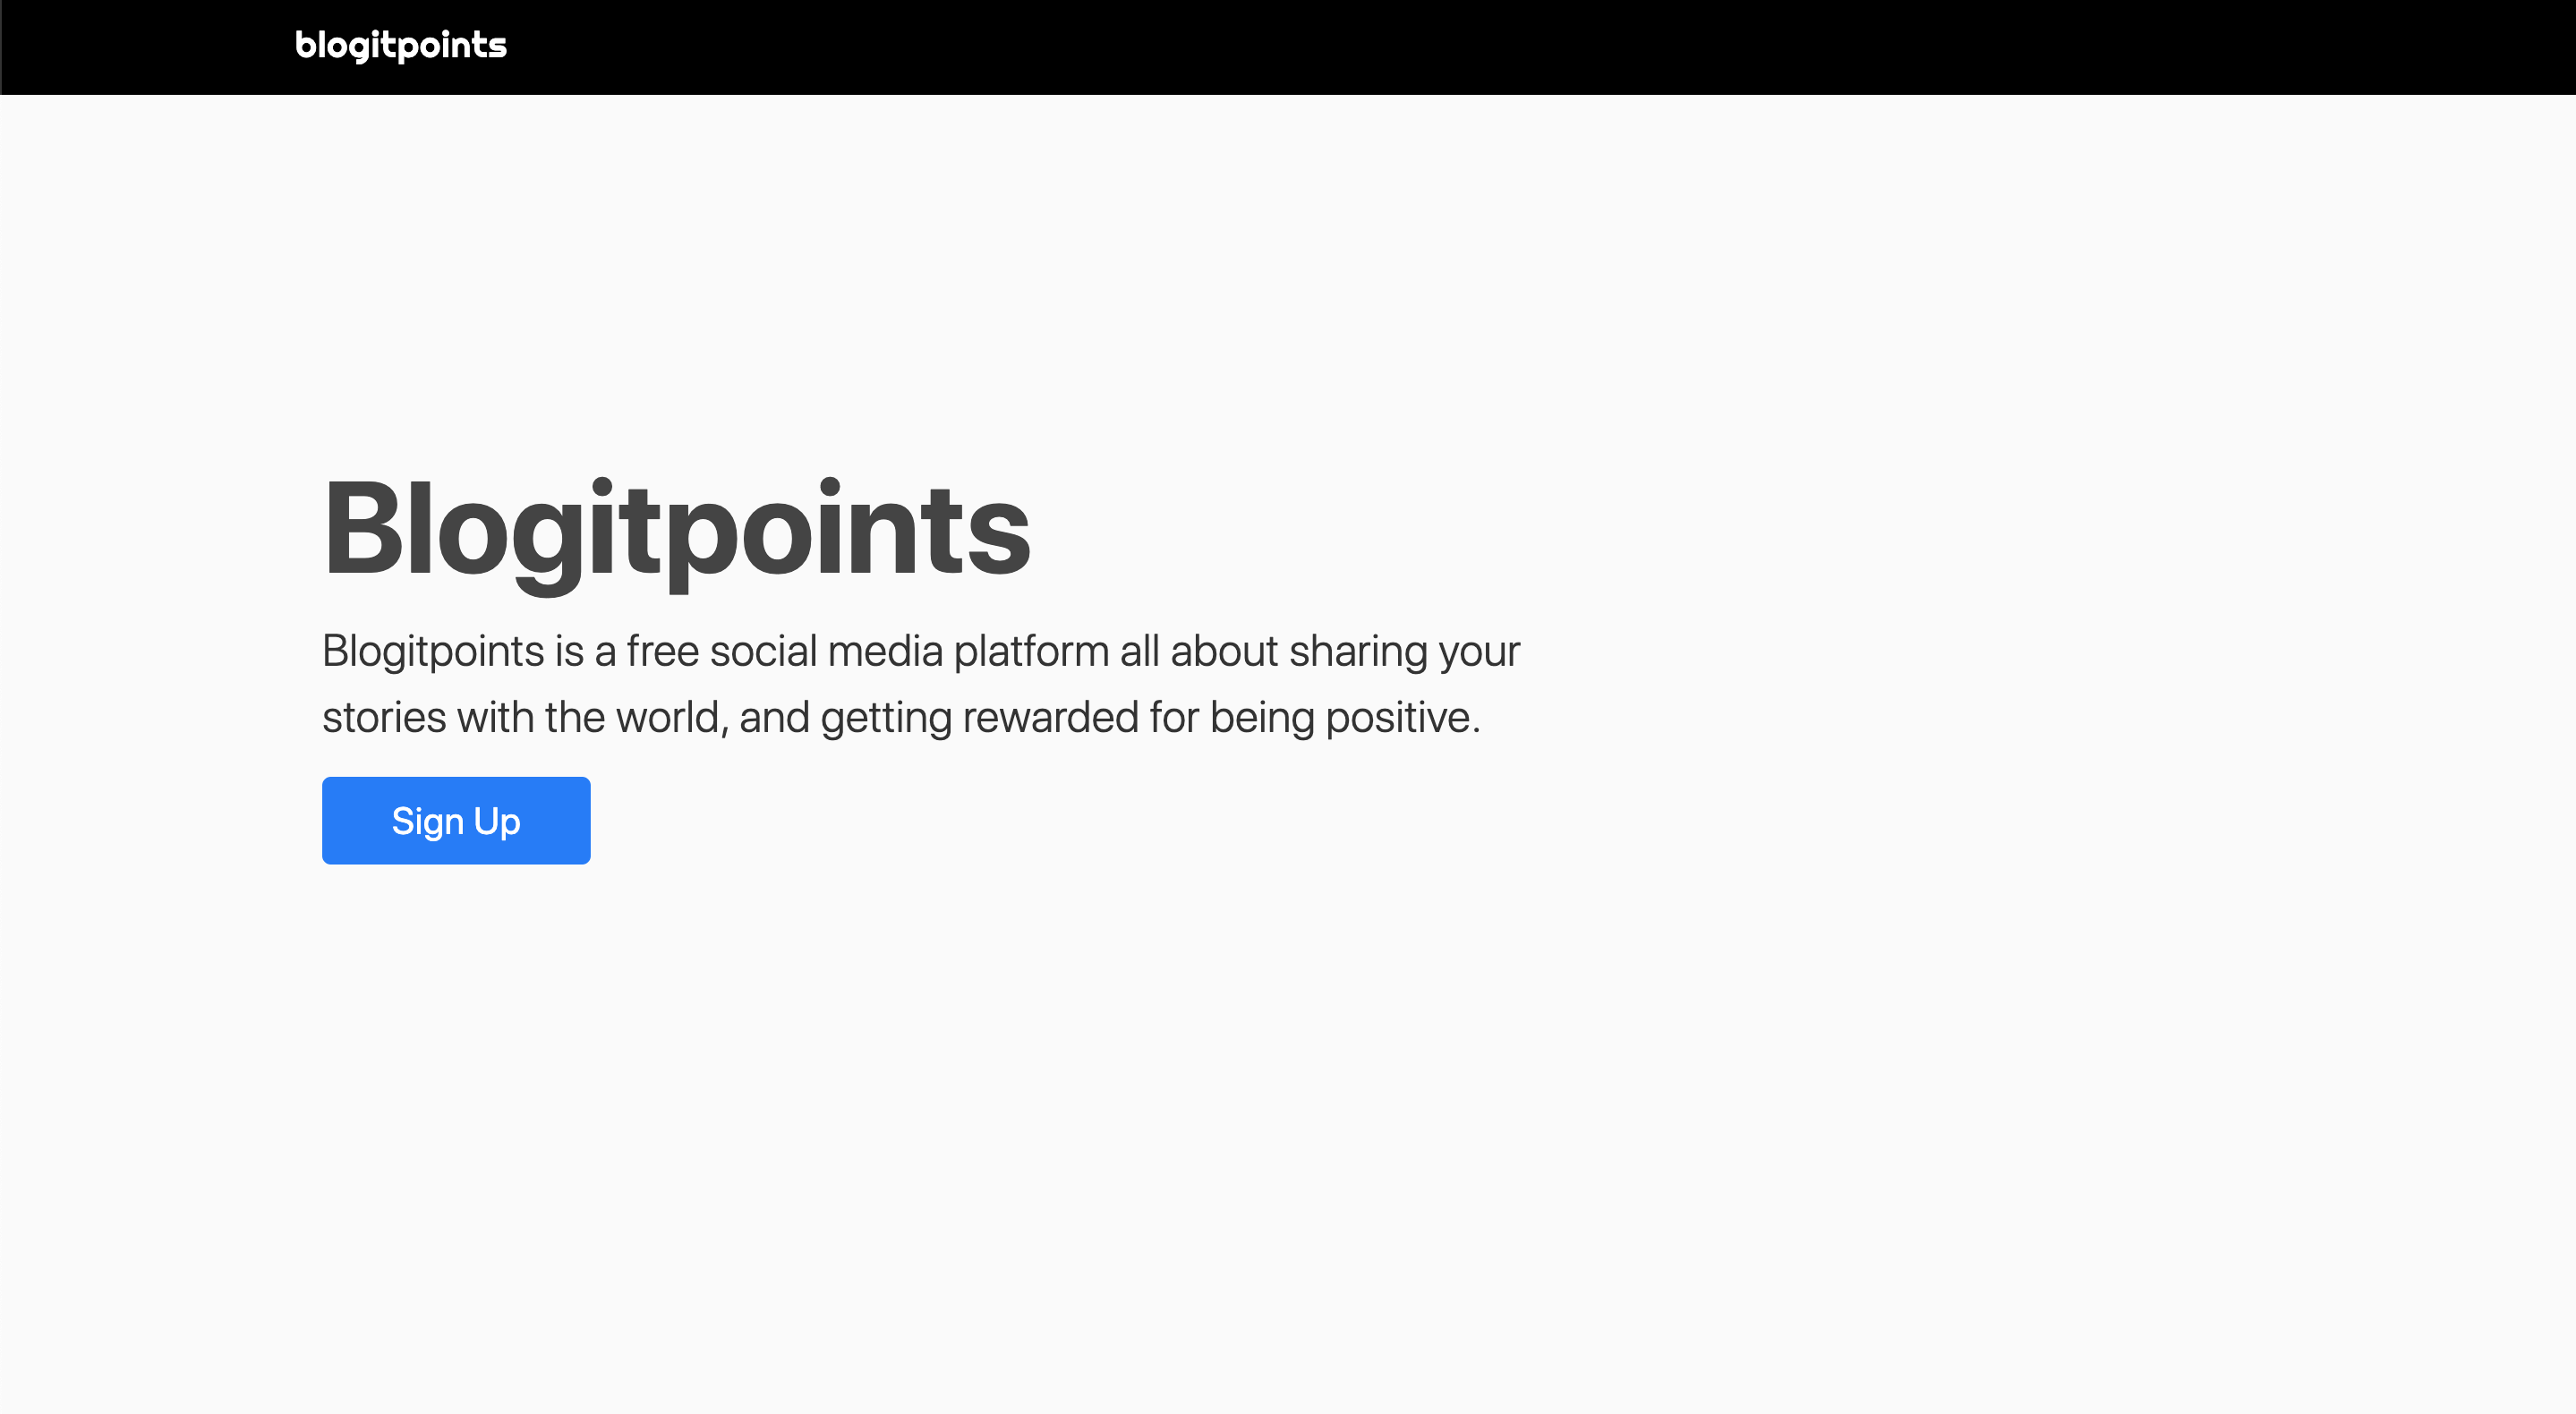 blogitpoints
Blogitpoints
Blogitpoints is a free social media platform all about sharing your
stories with the world, and getting rewarded for being positive.
Sign Up